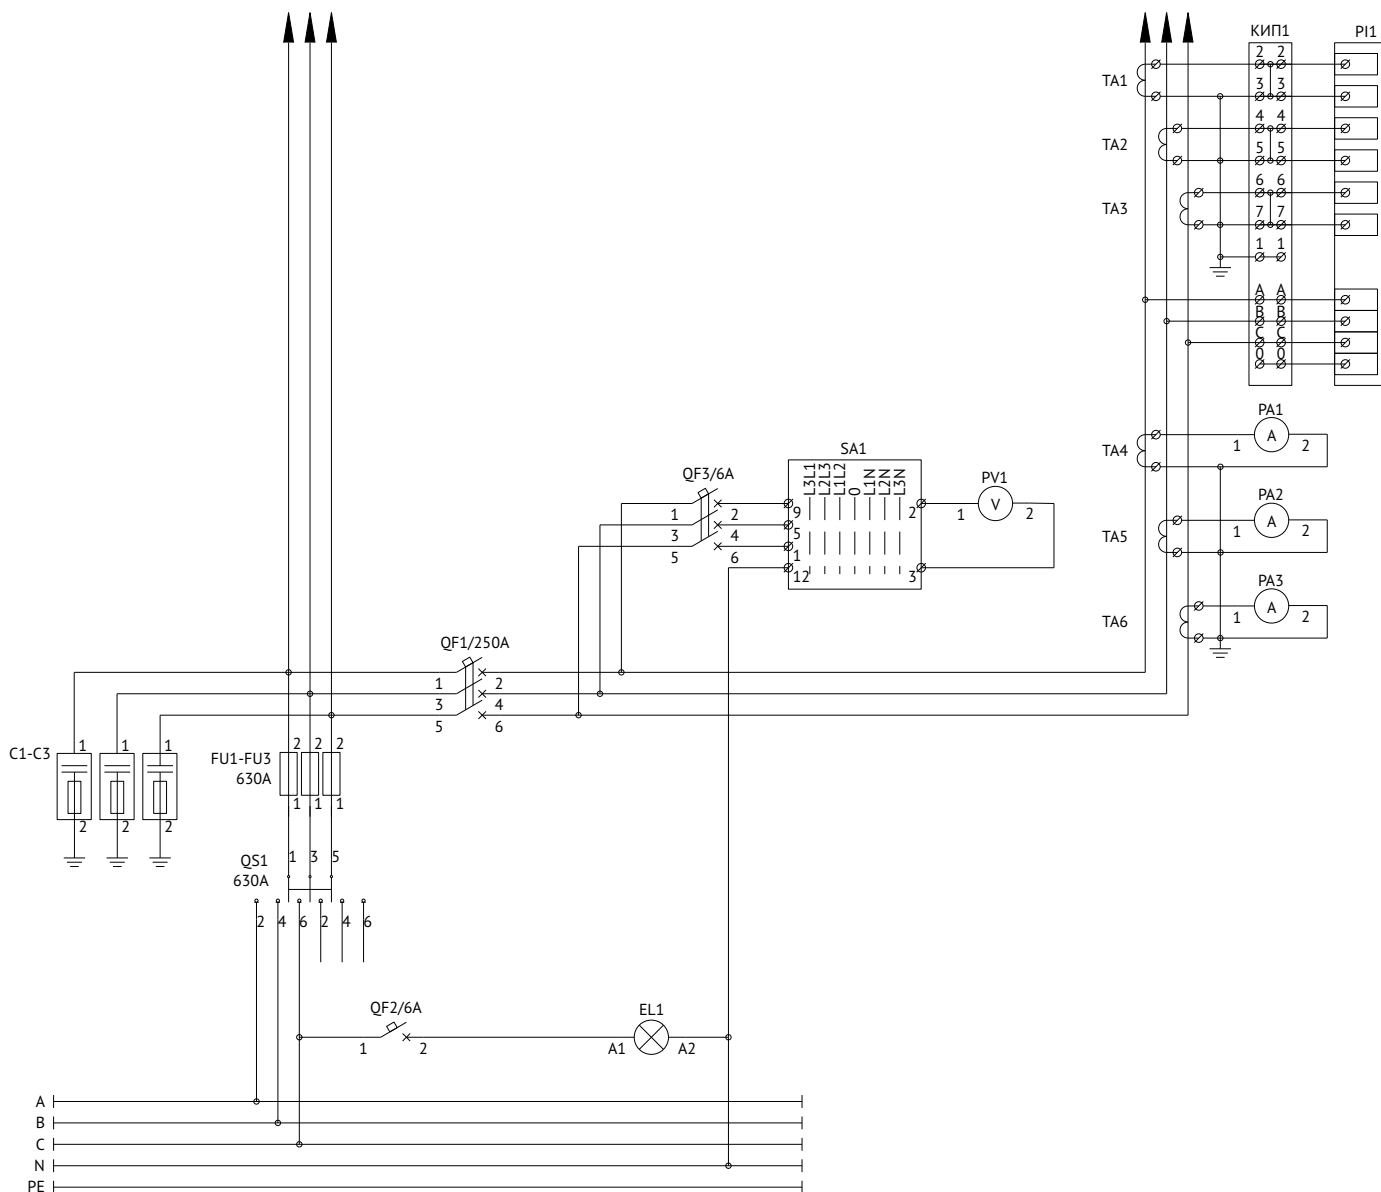 КИП1 PI1
2 2
TA1
3 3
4 4
TA2
5 5
6 6
TA3
7 7
1 1
A A
B B
C C
0 0
PA1
A
1 2
TA4
SA1
QF3/6A
L3L1 L2L3 L1L2 0 L1N L2N L3N
PV1
V
1 2
9 2
1 2
5
3 4
1
5 6
12 3
PA2
A
1 2
TA5
PA3
A
1 2
TA6
QF1/250A
1 2
3 4
5 6
C1-C3
1 1 1
2 2 2
FU1-FU3
630A
2 2 2
1 1 1
QS1
630A
1 3 5
2 4 6 2 4 6
QF2/6A
1 2
EL1
A1 A2
A
B
C
N
PE